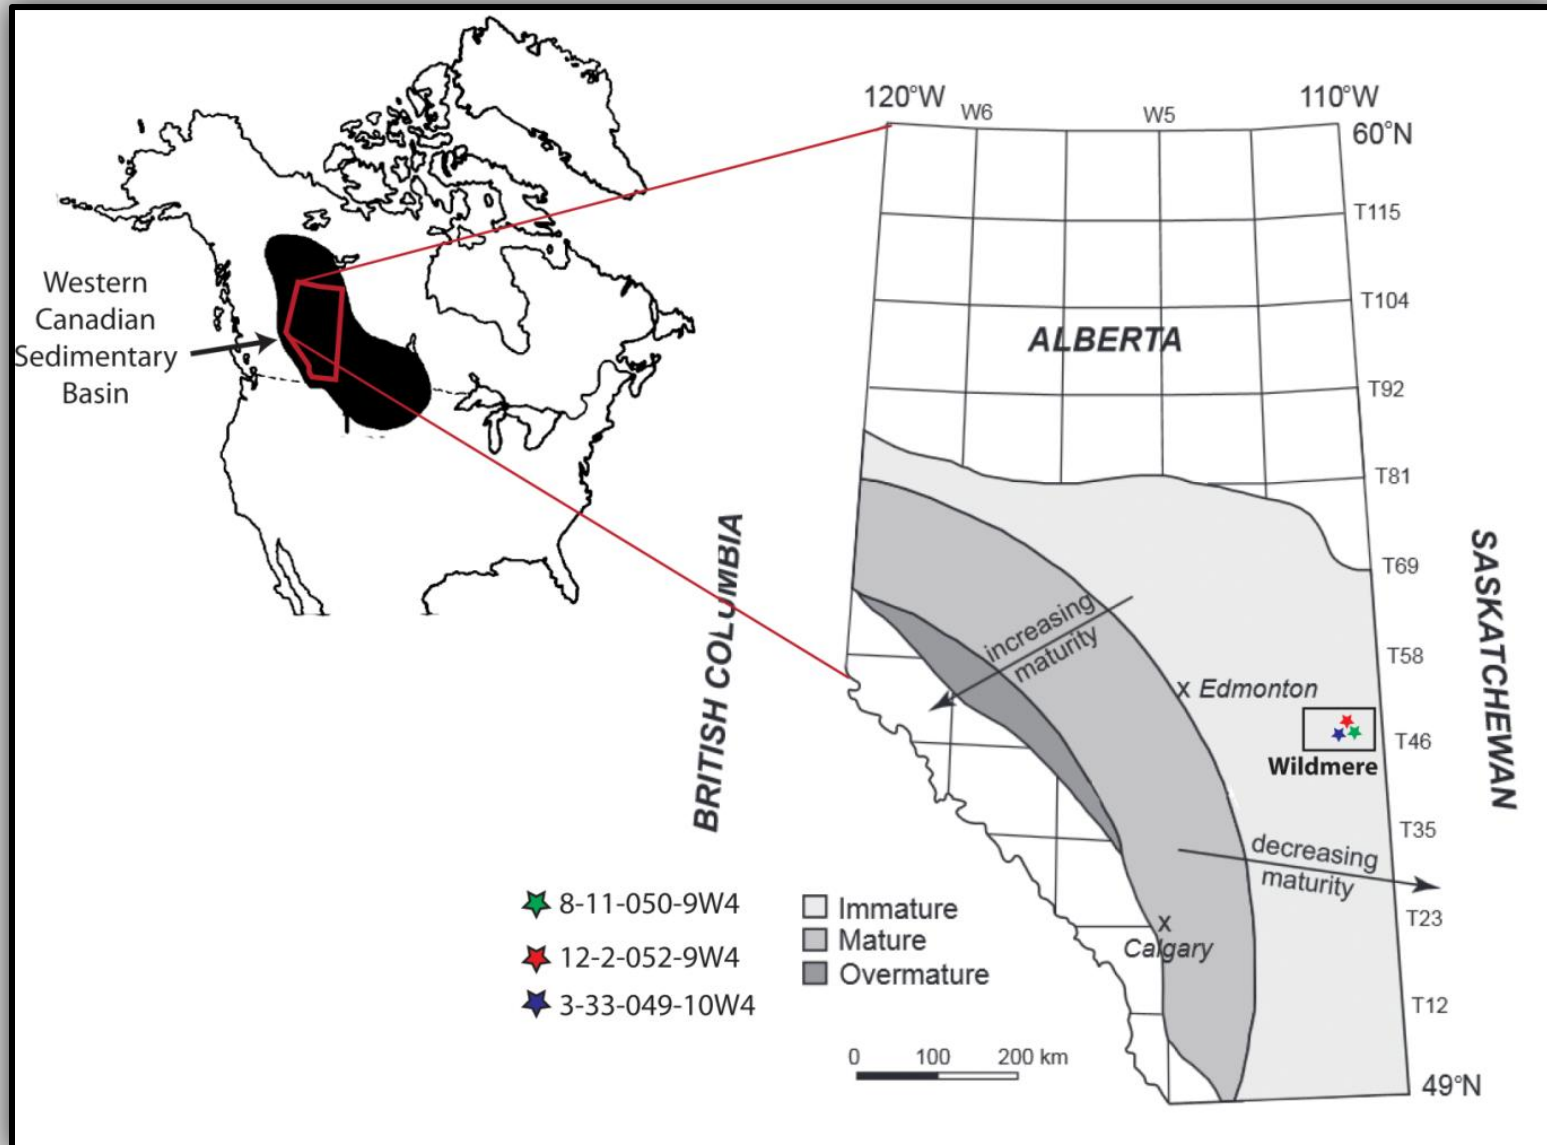 120°W
W6
W5
110°W
60°N
T115
T104
ALBERTA
T92
T81
T69
T58
T46
T35
T23
T12
49°N
Western
Canadian
Sedimentary
Basin
BRITISH COLUMBIA
SASKATCHEWAN
increasing
maturity
x Edmonton
Wildmere
decreasing
maturity
x
Calgary
8-11-050-9W4
12-2-052-9W4
3-33-049-10W4
Immature
Mature
Overmature
0 100 200 km